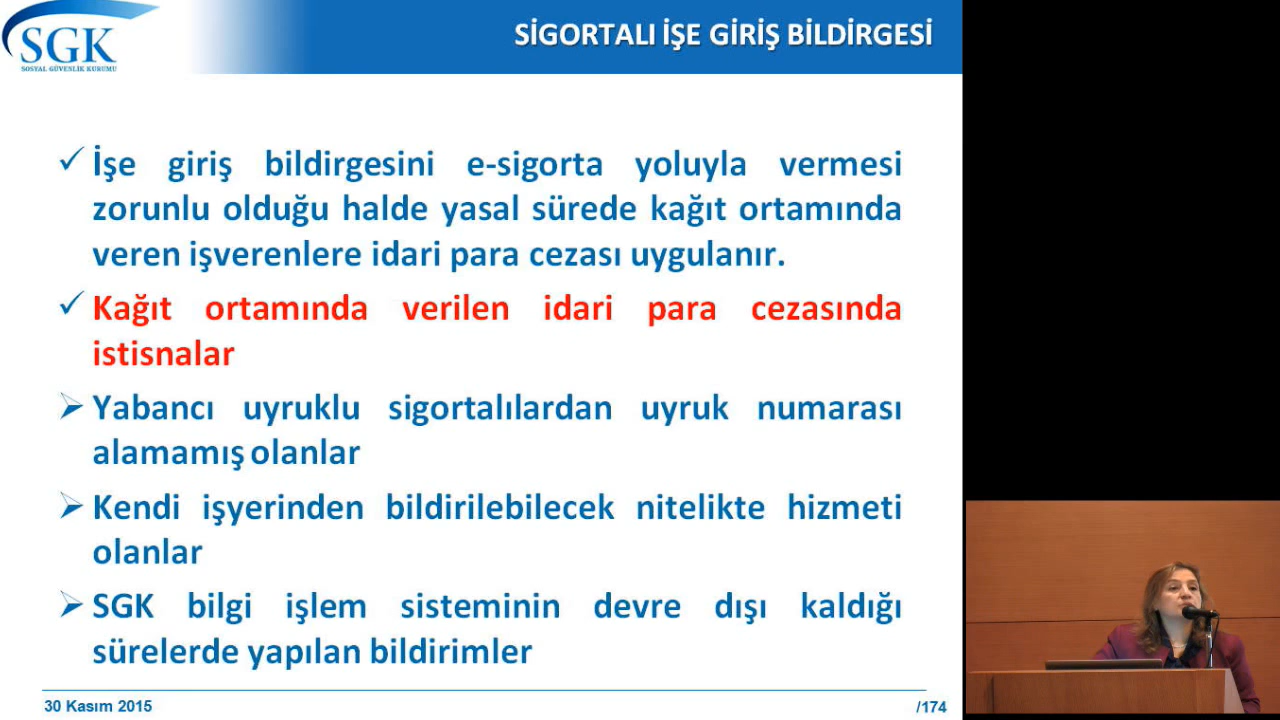 SGK
SOSYAL GÜVENLİK KURUMU
SİGORTALI İŞE GİRİŞ BİLDİRGESİ
İşe giriş bildirgesini e-sigorta yoluyla vermesi
zorunlu olduğu halde yasal sürede kağıt ortamında
veren işverenlere idari para cezası uygulanır.
Kağıt ortamında verilen idari para cezasında
istisnalar
Yabancı uyruklu sigortalılardan uyruk numarası
alamamış olanlar
Kendi işyerinden bildirilebilecek nitelikte hizmeti
olanlar
SGK bilgi işlem sisteminin devre dışı kaldığı
sürelerde yapılan bildirimler
30 Kasım 2015
/174